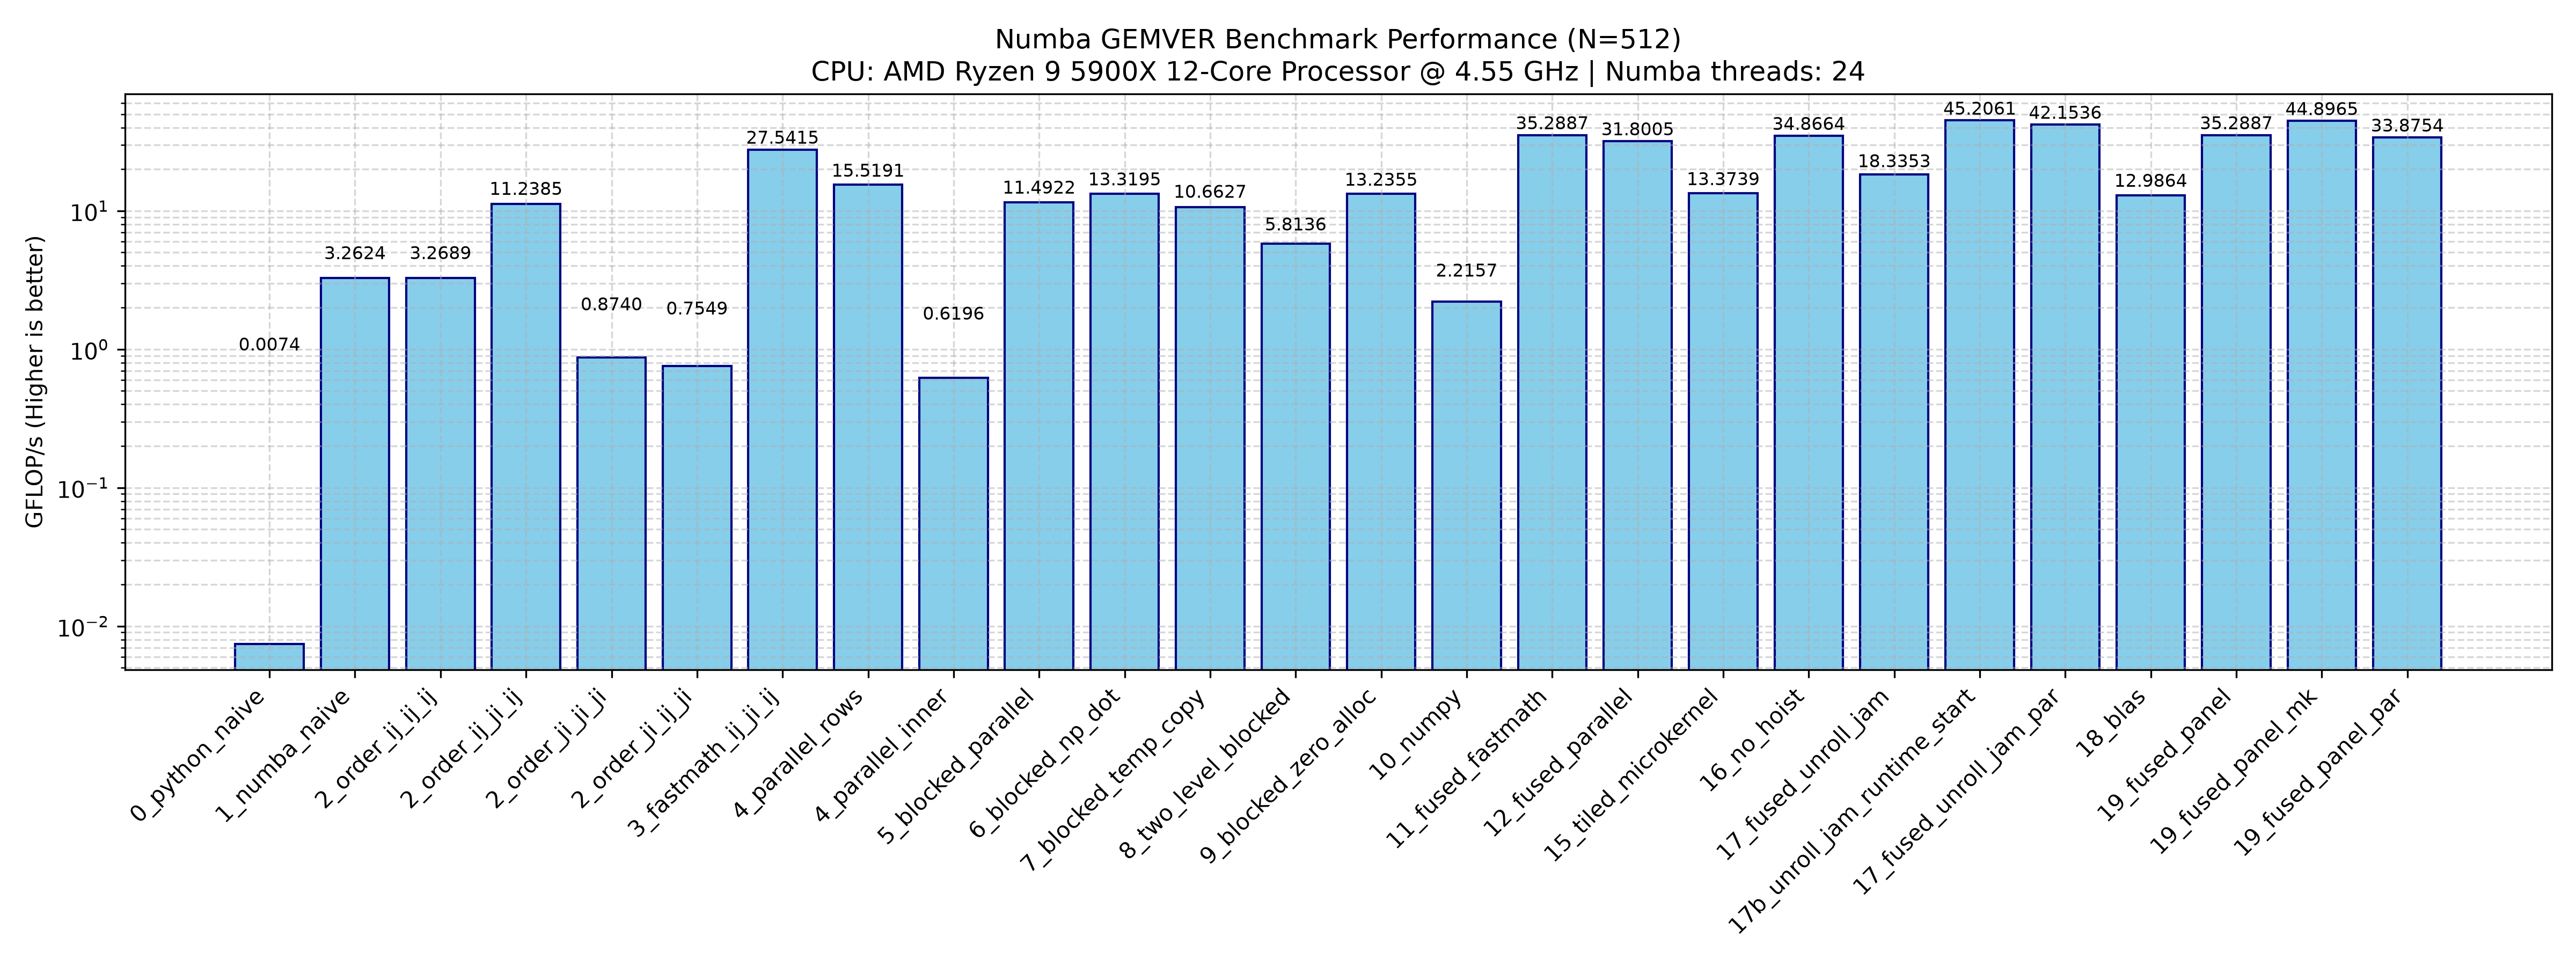 Numba GEMVER Benchmark Performance (N=512)
CPU: AMD Ryzen 9 5900X 12-Core Processor @ 4.55 GHz | Numba threads: 24
GFLOP/s (Higher is better)
10¹
10⁰
10⁻¹
10⁻²
0.0074
3.2624
3.2689
11.2385
0.8740
0.7549
27.5415
15.5191
0.6196
11.4922
13.3195
10.6627
5.8136
13.2355
2.2157
35.2887
31.8005
13.3739
34.8664
18.3353
45.2061
42.1536
12.9864
35.2887
44.8965
33.8754
0_python_naive
1_numba_naive
2_order_ij_ij_ij
2_order_ij_ji_ij
2_order_ji_ji_ji
2_order_ji_ij_ji
3_fastmath_ij_ji_ij
4_parallel_rows
4_parallel_inner
5_blocked_parallel
6_blocked_np_dot
7_blocked_temp_copy
8_two_level_blocked
9_blocked_zero_alloc
10_numpy
11_fused_fastmath
12_fused_parallel
15_tiled_microkernel
16_no_hoist
17_fused_unroll_jam
17b_unroll_jam_runtime_start
17_fused_unroll_jam_par
18_blas
19_fused_panel
19_fused_panel_mk
19_fused_panel_par